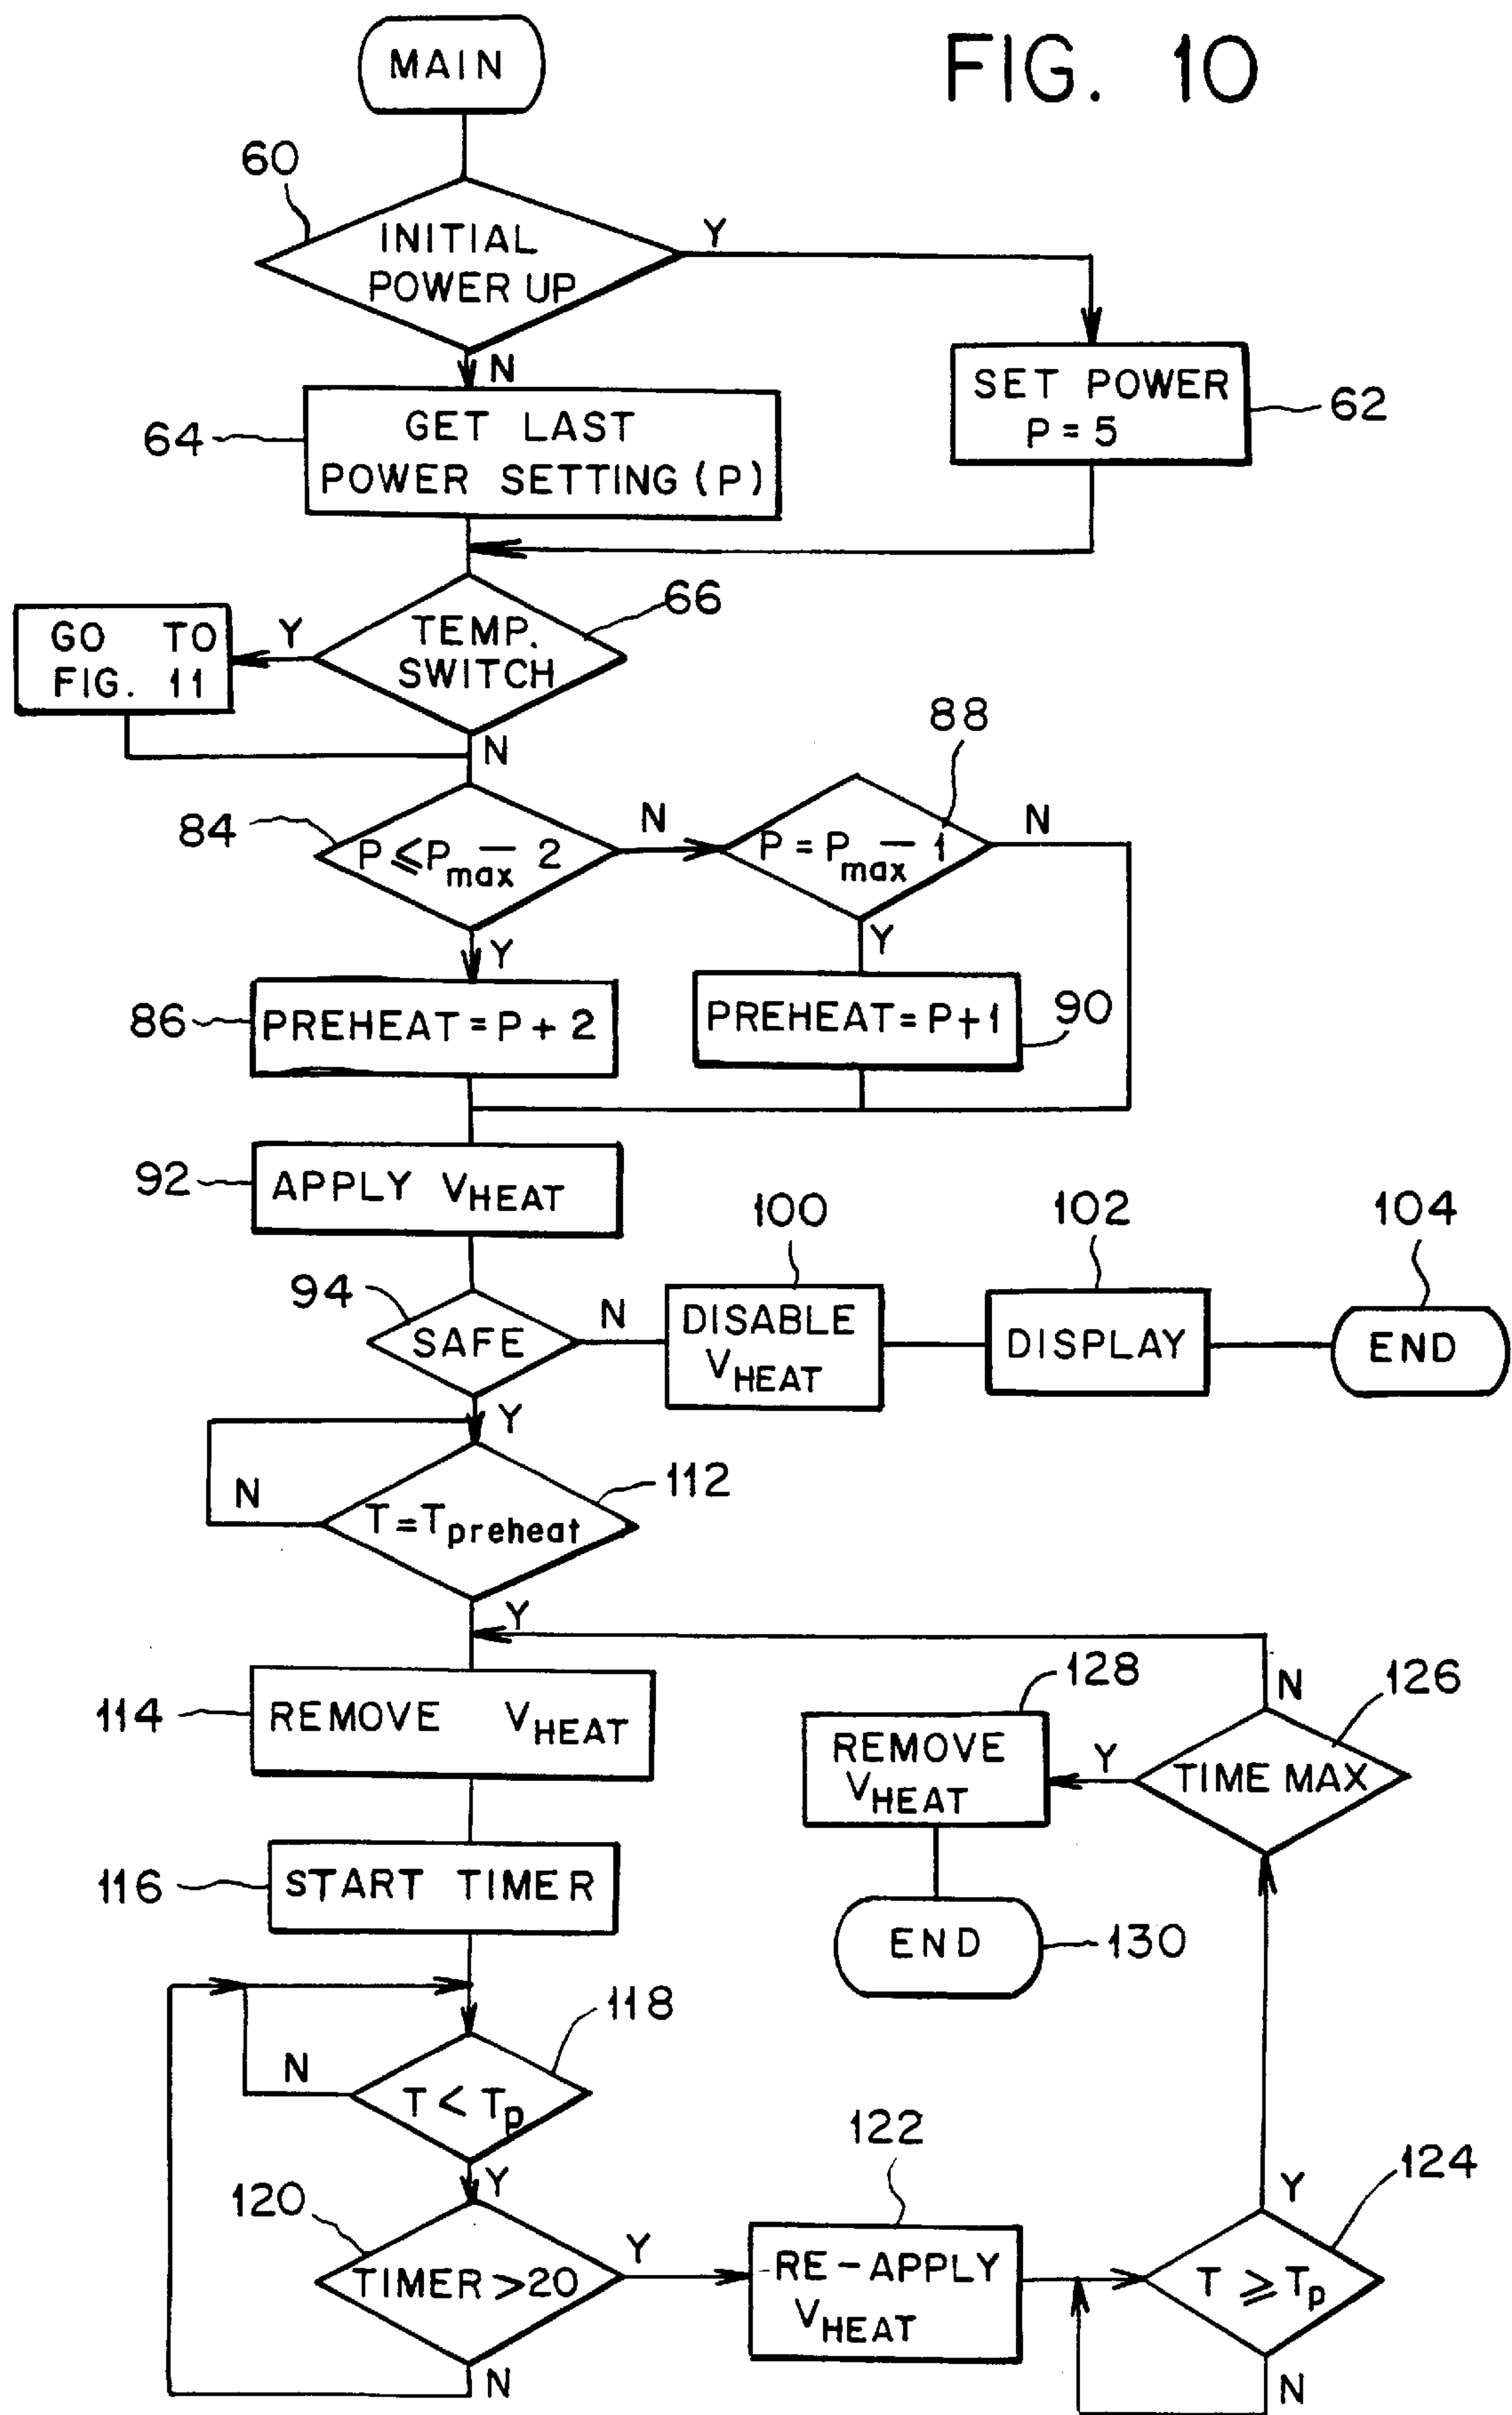 FIG. 10
MAIN
60
INITIAL
POWER UP
Y
N
SET POWER
P = 5
62
64
GET LAST
POWER SETTING (P)
66
TEMP.
SWITCH
Y
GO TO
FIG. 11
N
88
84
P ≤ Pmax - 2
N
P = Pmax - 1
N
Y
Y
86
PREHEAT = P + 2
PREHEAT = P + 1
90
92
APPLY VHEAT
94
SAFE
N
100
DISABLE
VHEAT
102
DISPLAY
104
END
Y
112
N
T = Tpreheat
Y
114
REMOVE VHEAT
128
REMOVE
VHEAT
Y
N
126
TIME MAX
116
START TIMER
END
130
118
N
T < Tp
Y
120
TIMER > 20
Y
N
122
RE-APPLY
VHEAT
124
Y
T ≥ Tp
N